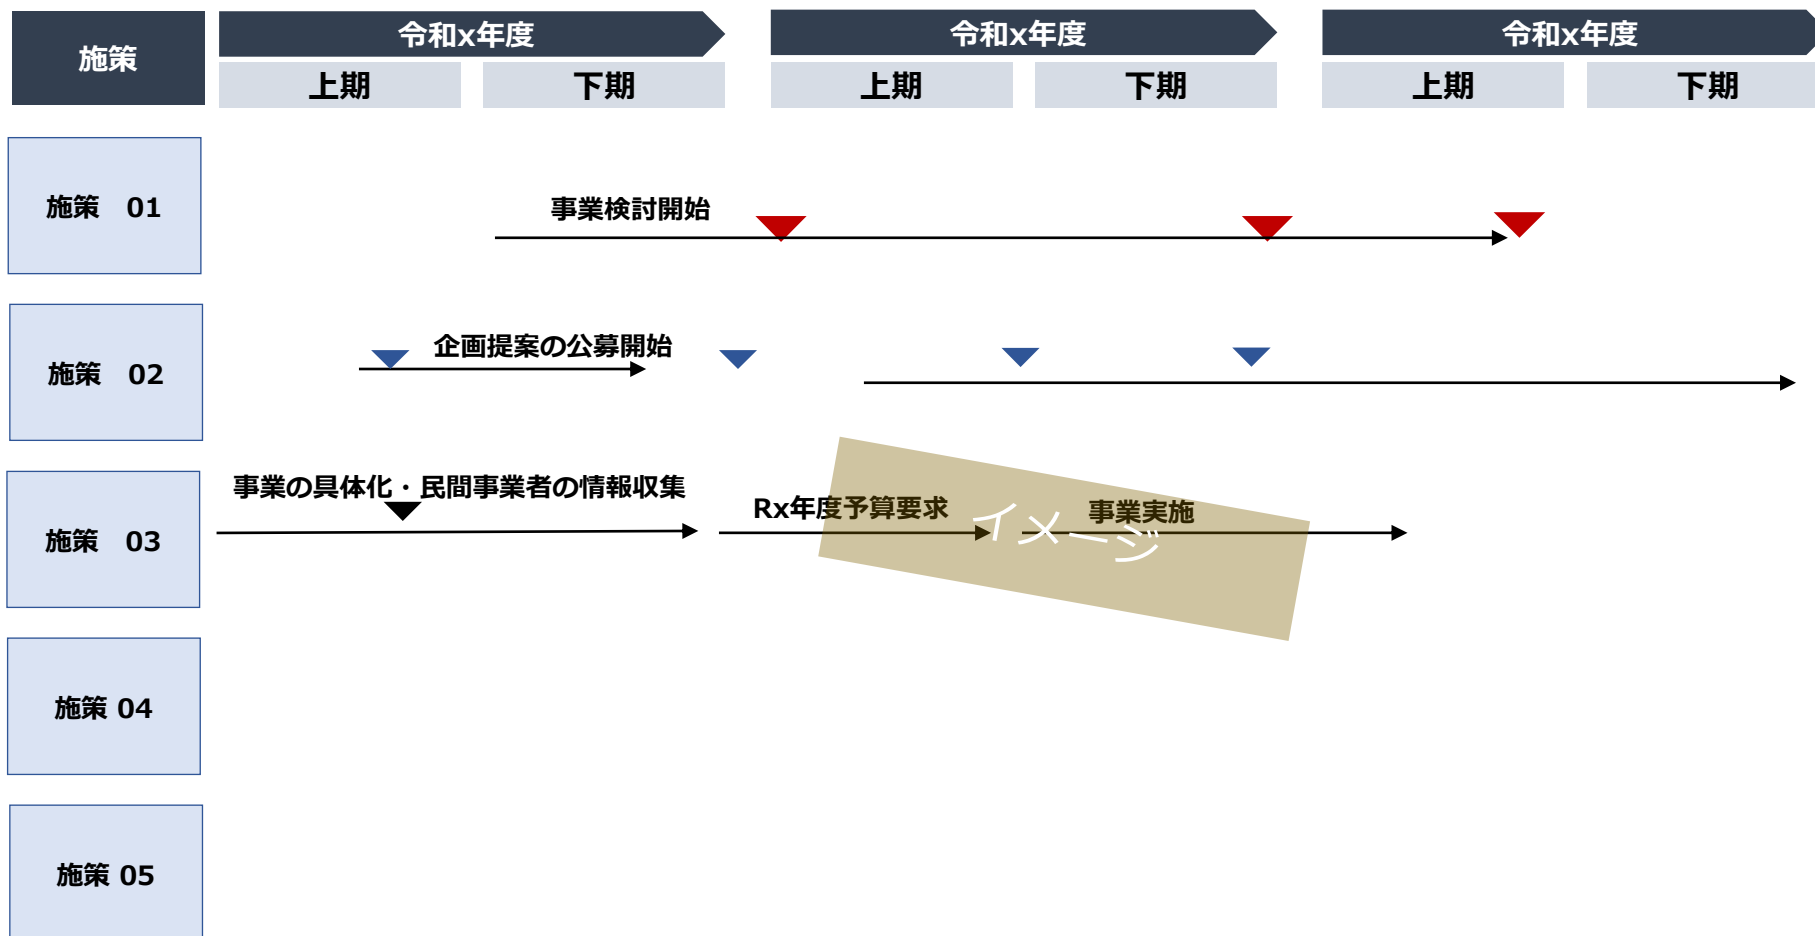 施策
令和x年度
令和x年度
令和x年度
上期
下期
上期
下期
上期
下期
施策　01
事業検討開始
施策　02
企画提案の公募開始
施策　03
事業の具体化・民間事業者の情報収集
Rx年度予算要求
事業実施
イメージ
施策 04
施策 05